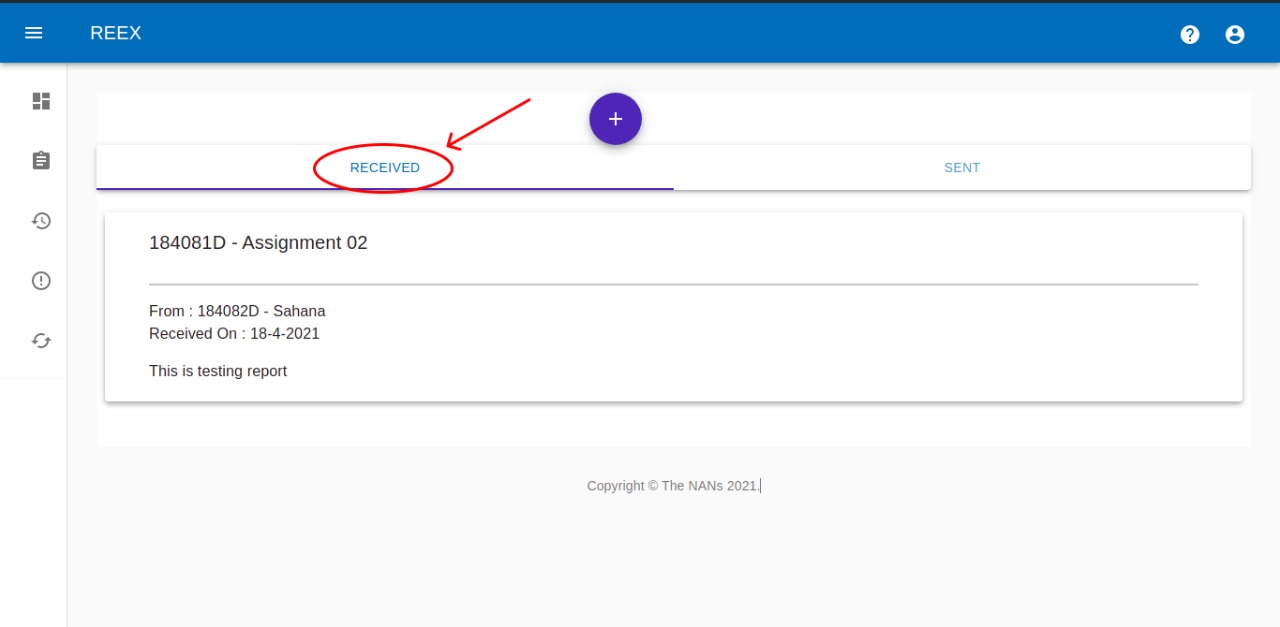 REEX
RECEIVED
SENT
184081D - Assignment 02
From : 184082D - Sahana
Received On : 18-4-2021
This is testing report
Copyright © The NANs 2021.